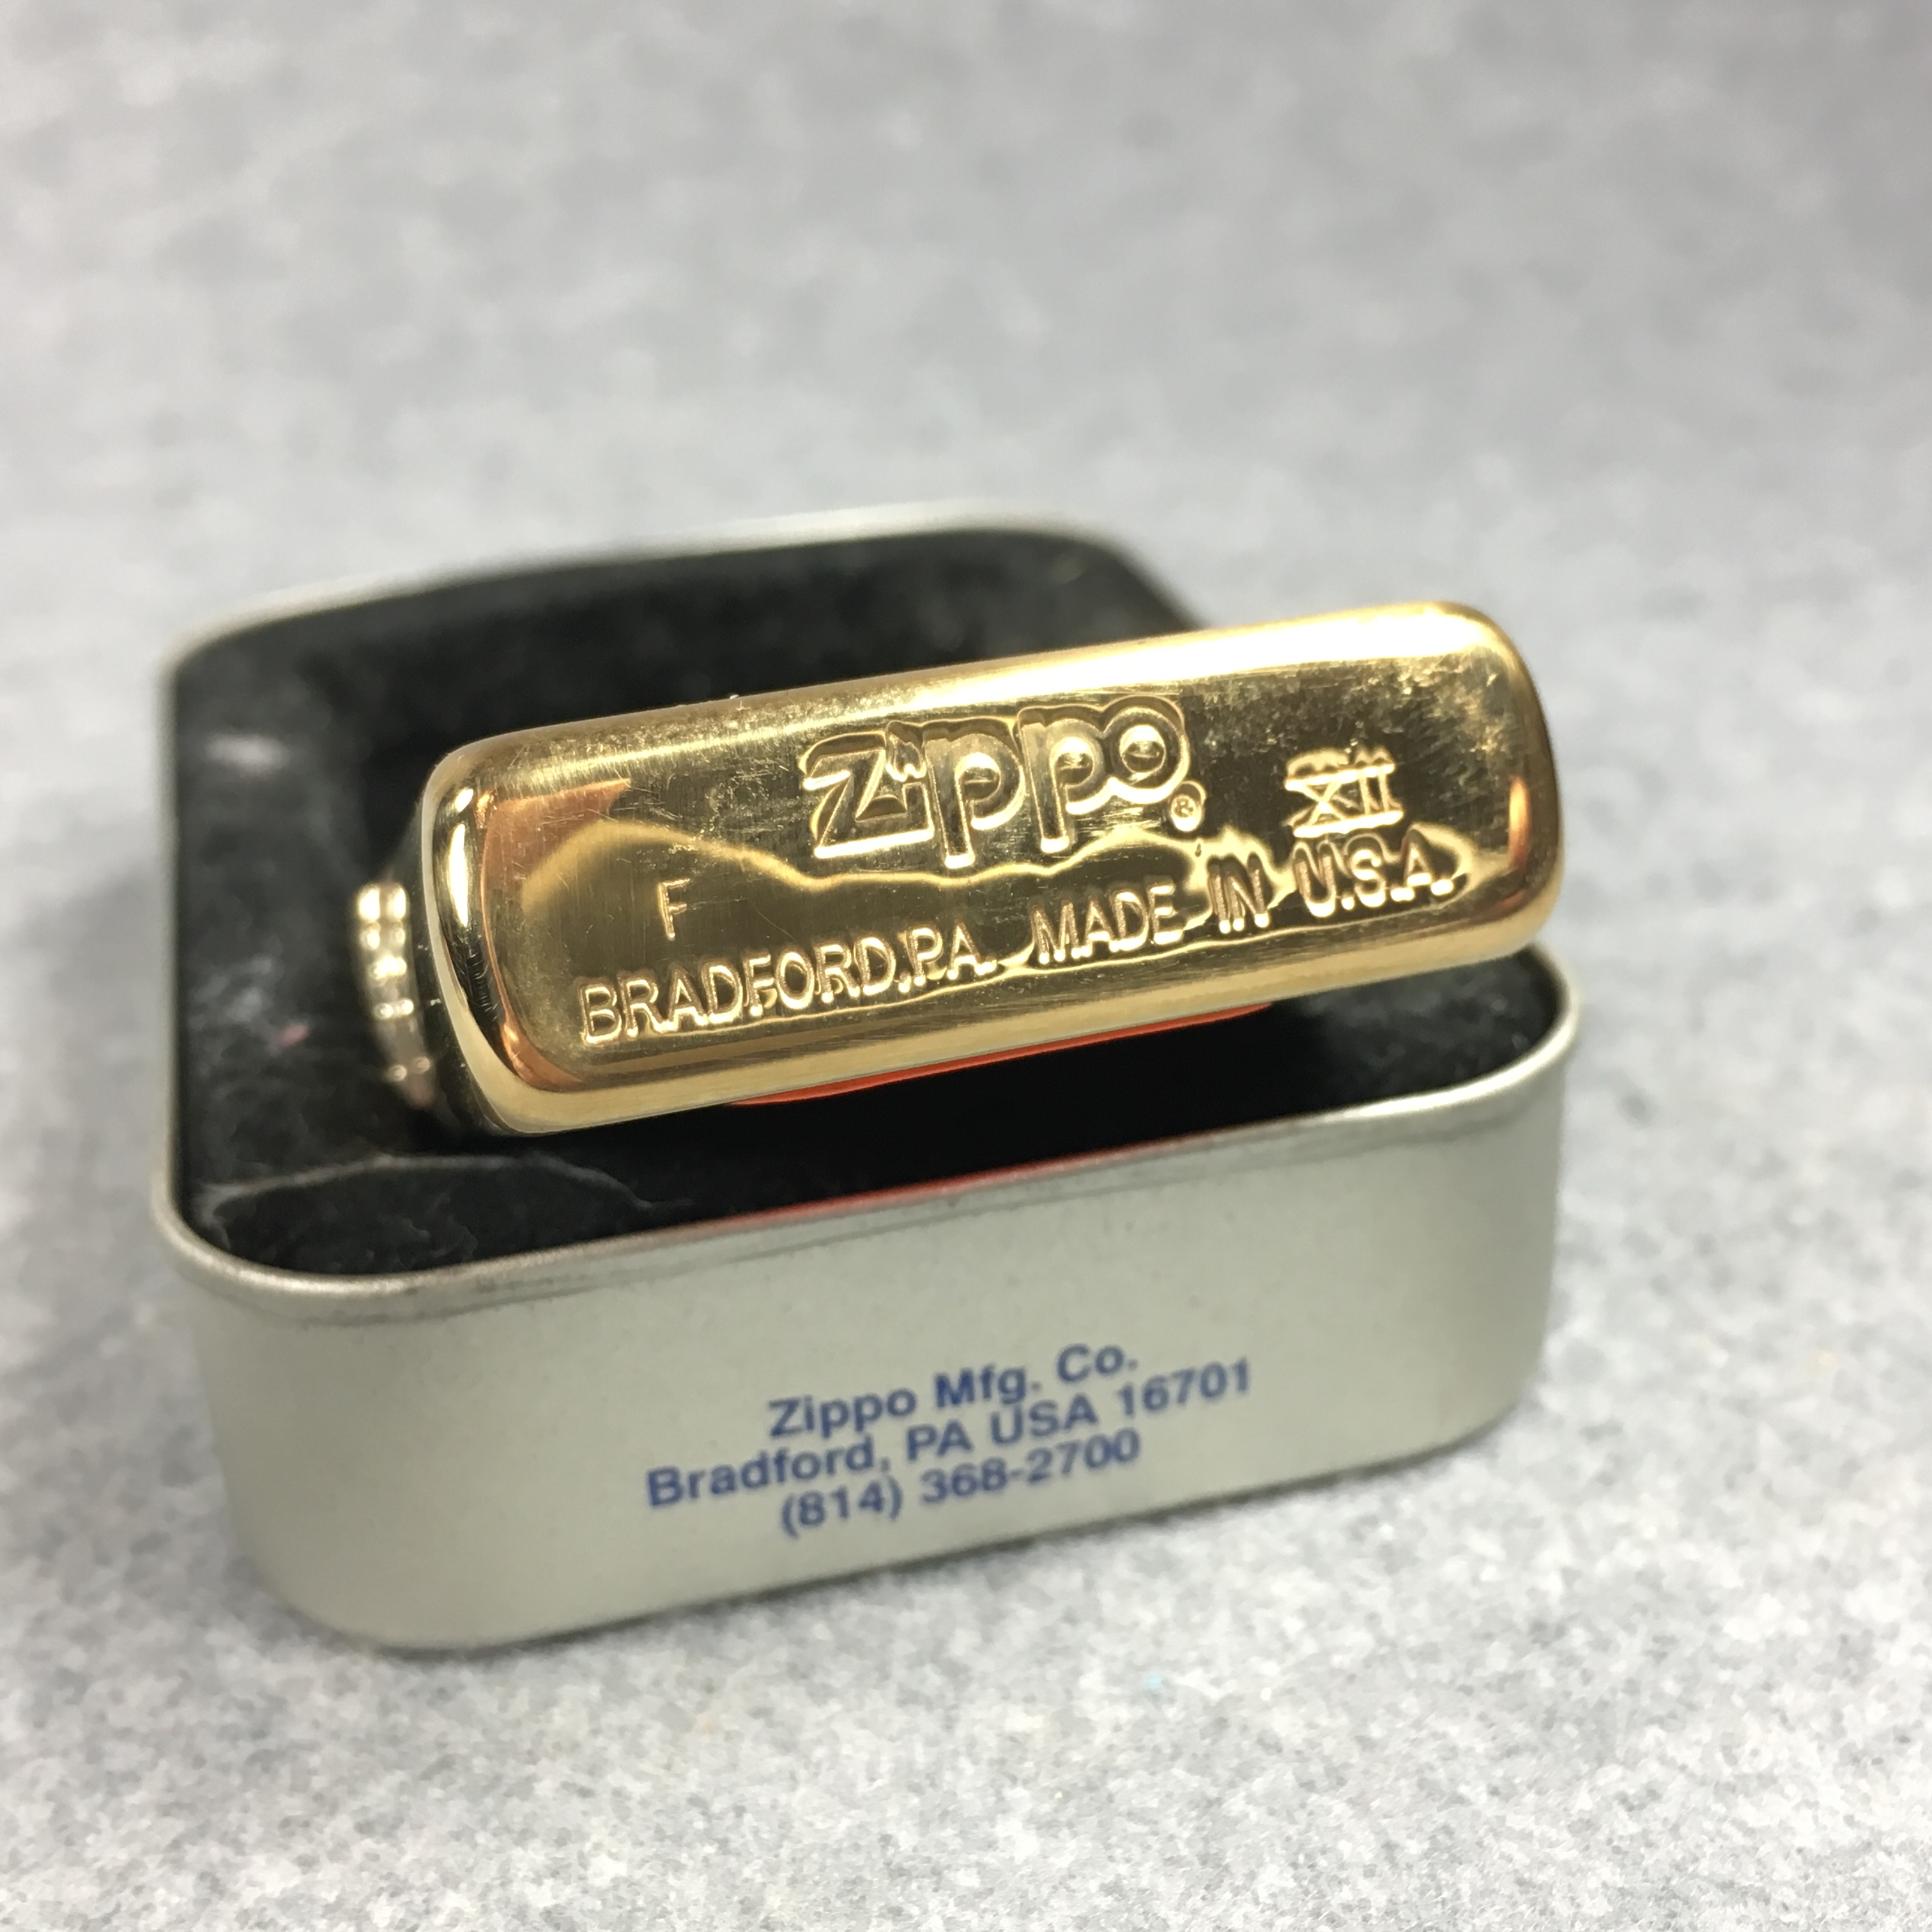 Zippo®
F XII
BRADFORD, PA. MADE IN U.S.A.
Zippo Mfg. Co.
Bradford, PA USA 16701
(814) 368-2700